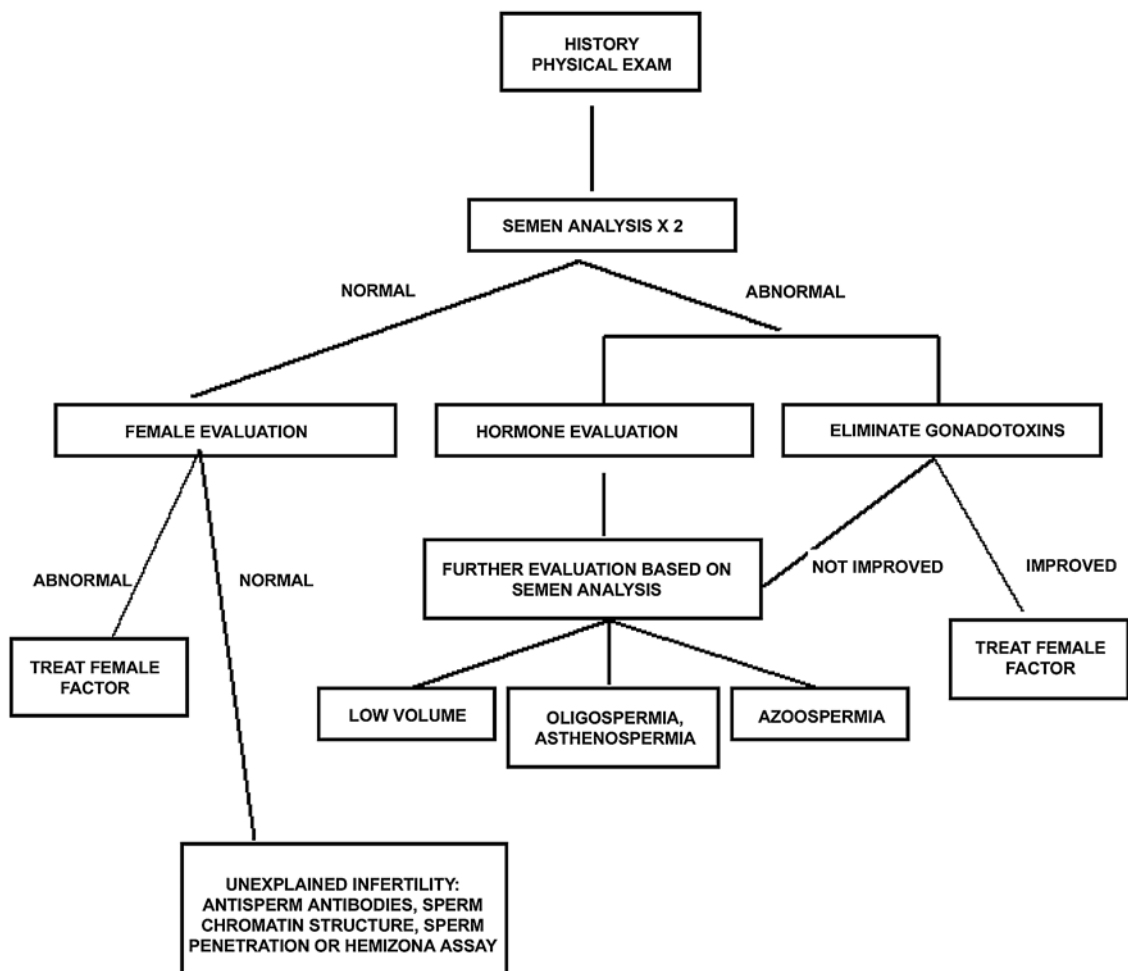 HISTORY
PHYSICAL EXAM
SEMEN ANALYSIS X 2
NORMAL
ABNORMAL
FEMALE EVALUATION
HORMONE EVALUATION
ELIMINATE GONADOTOXINS
ABNORMAL
NORMAL
FURTHER EVALUATION BASED ON
SEMEN ANALYSIS
NOT IMPROVED
IMPROVED
TREAT FEMALE
FACTOR
TREAT FEMALE
FACTOR
LOW VOLUME
OLIGOSPERMIA,
ASTHENOSPERMIA
AZOOSPERMIA
UNEXPLAINED INFERTILITY:
ANTISPERM ANTIBODIES, SPERM
CHROMATIN STRUCTURE, SPERM
PENETRATION OR HEMIZONA ASSAY